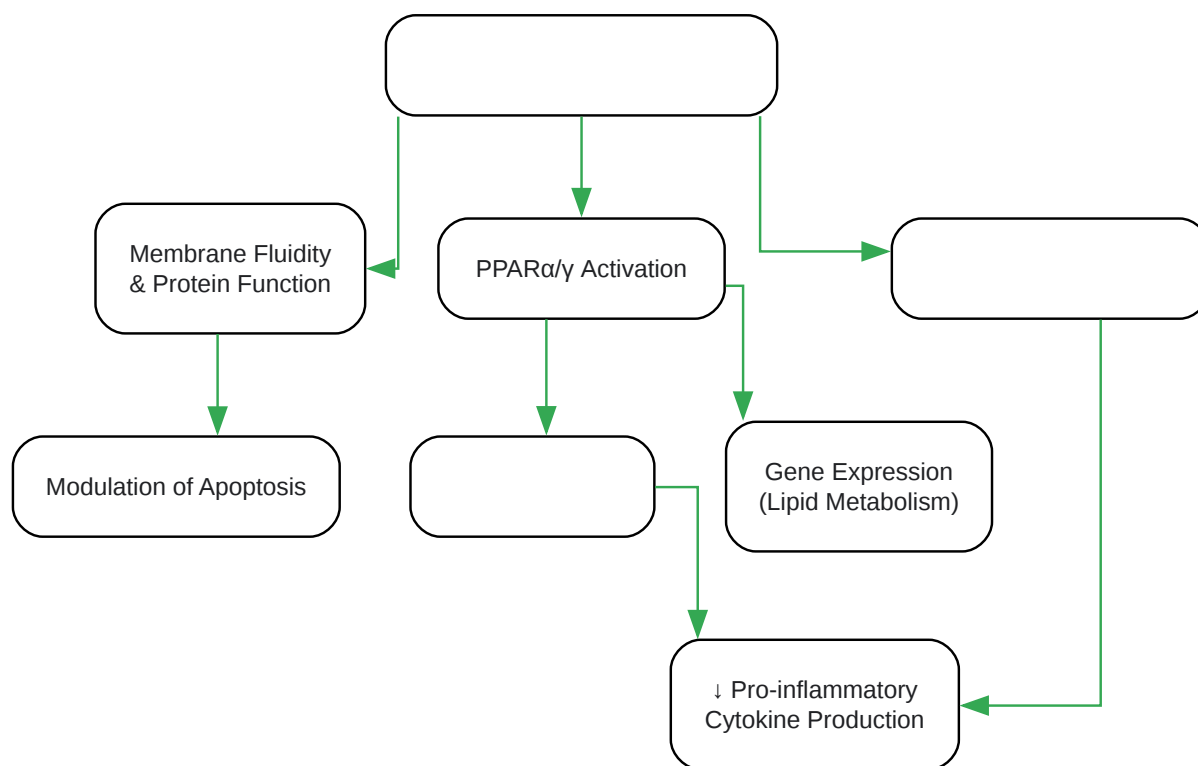 Membrane Fluidity
& Protein Function
PPARα/γ Activation
Modulation of Apoptosis
Gene Expression
(Lipid Metabolism)
↓ Pro-inflammatory
Cytokine Production